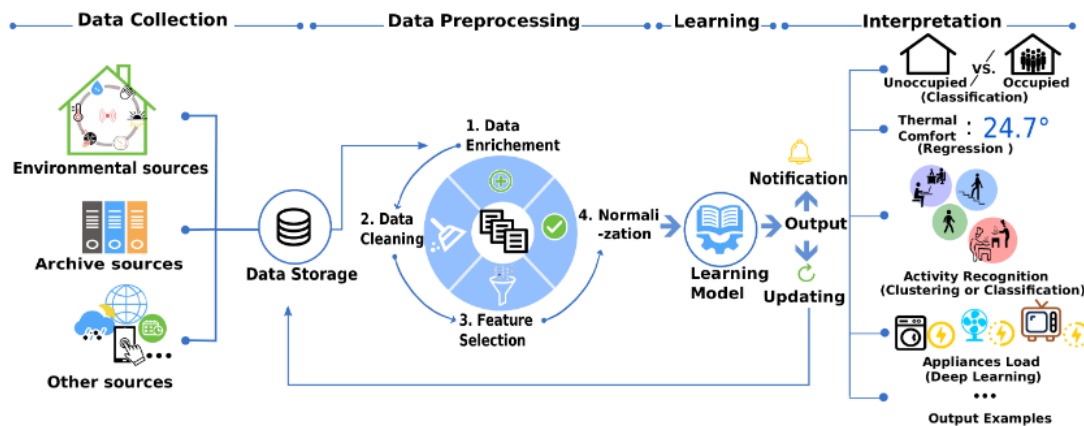 Data Collection
Data Preprocessing
Learning
Interpretation
Environmental sources
Archive sources
Other sources
Data Storage
1. Data
Enrichement
2. Data
Cleaning
3. Feature
Selection
4. Normali
-zation
Learning
Model
Notification
Output
Updating
VS.
Unoccupied
Occupied
(Classification)
Thermal
Comfort
: 24.7°
(Regression )
Activity Recognition
(Clustering or Classification)
Appliances Load
(Deep Learning)
Output Examples